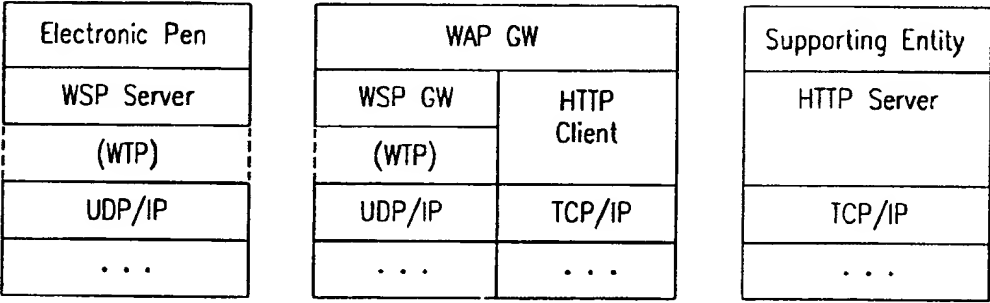 Electronic Pen
WSP Server
(WTP)
UDP/IP
. . .
WAP GW
WSP GW
(WTP)
UDP/IP
. . .
HTTP
Client
TCP/IP
. . .
Supporting Entity
HTTP Server
TCP/IP
. . .